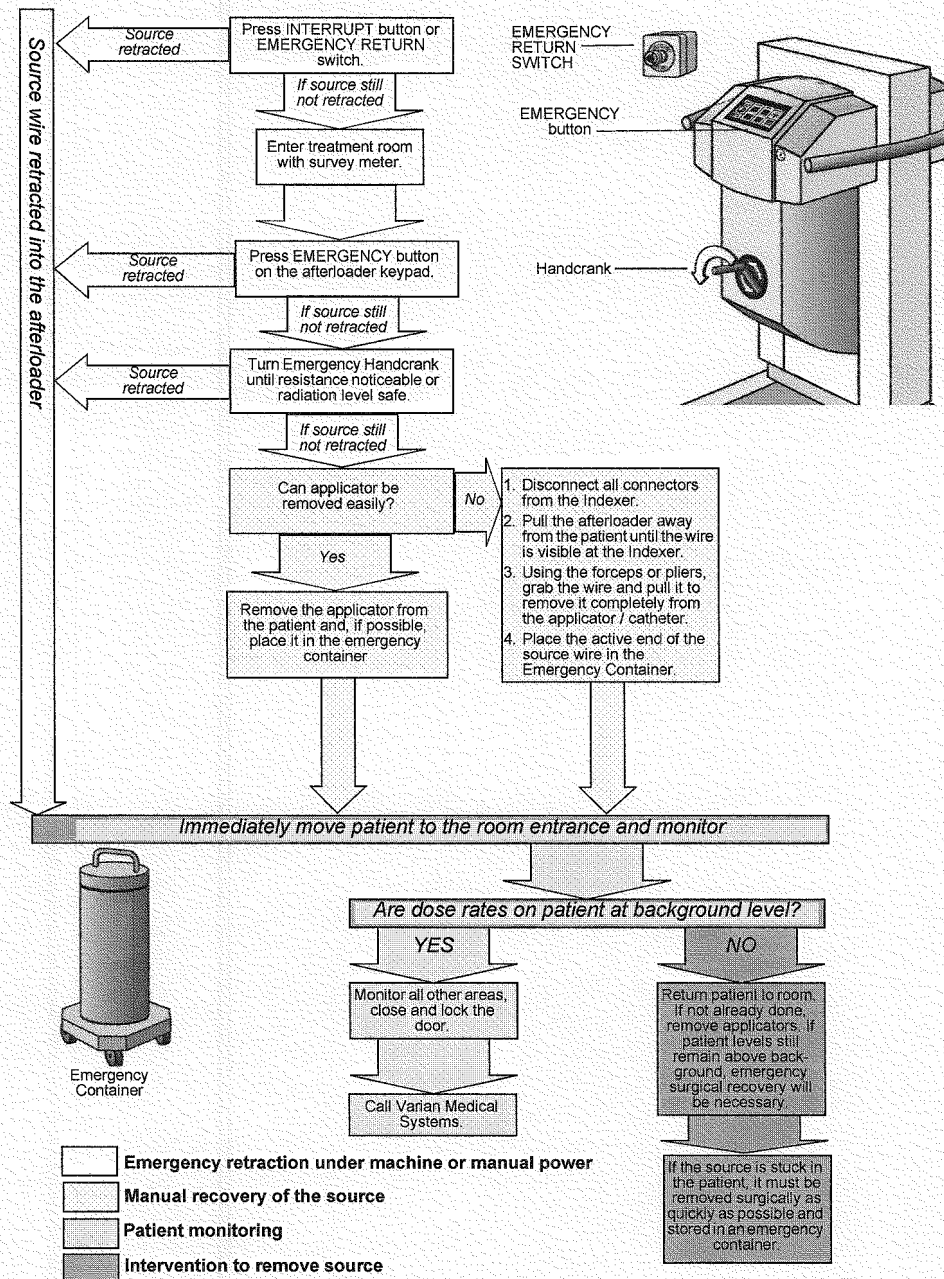 Source wire retracted into the afterloader
Source
retracted
Press INTERRUPT button or
EMERGENCY RETURN
switch.
If source still
not retracted
Enter treatment room
with survey meter.
Source
retracted
Press EMERGENCY button
on the afterloader keypad.
If source still
not retracted
Source
retracted
Turn Emergency Handcrank
until resistance noticeable or
radiation level safe.
If source still
not retracted
EMERGENCY
RETURN
SWITCH
EMERGENCY
button
Handcrank
Can applicator be
removed easily?
No
Yes
Remove the applicator from
the patient and, if possible,
place it in the emergency
container
1. Disconnect all connectors
from the Indexer.
2. Pull the afterloader away
from the patient until the wire
is visible at the Indexer.
3. Using the forceps or pliers,
grab the wire and pull it to
remove it completely from
the applicator / catheter.
4. Place the active end of the
source wire in the
Emergency Container.
Immediately move patient to the room entrance and monitor
Are dose rates on patient at background level?
YES
Monitor all other areas,
close and lock the
door.
Call Varian Medical
Systems.
NO
Return patient to room.
If not already done,
remove applicators. If
patient levels still
remain above back-
ground, emergency
surgical recovery will
be necessary
If the source is stuck in
the patient, it must be
removed surgically as
quickly as possible and
stored in an emergency
container.
Emergency
Container
Emergency retraction under machine or manual power
Manual recovery of the source
Patient monitoring
Intervention to remove source